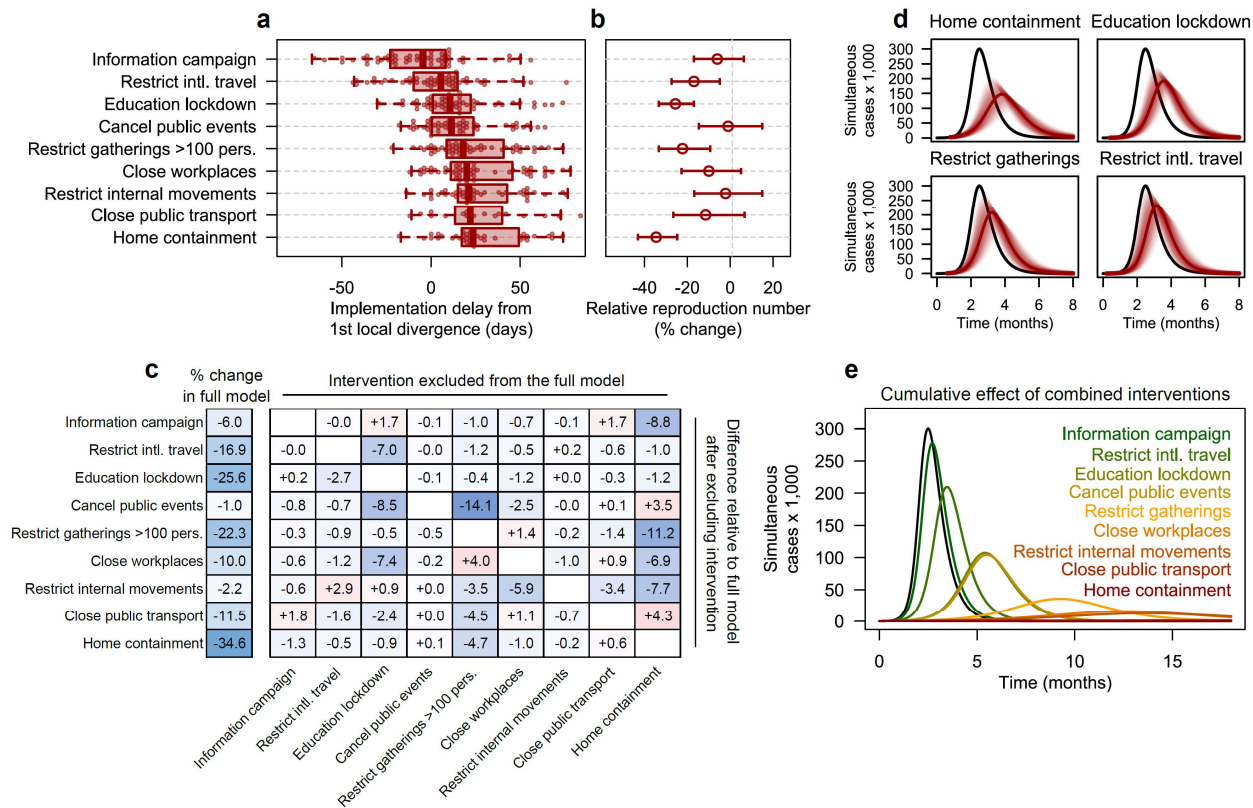 a
Information campaign
Restrict intl. travel
Education lockdown
Cancel public events
Restrict gatherings >100 pers.
Close workplaces
Restrict internal movements
Close public transport
Home containment
-50 0 50
Implementation delay from
1st local divergence (days)
b
-40 -20 0 20
Relative reproduction number
(% change)
d
Home containment Education lockdown
Simultaneous
cases x 1,000
300
250
200
150
100
50
0
Restrict gatherings Restrict intl. travel
Simultaneous
cases x 1,000
300
250
200
150
100
50
0
0 2 4 6 8 0 2 4 6 8
Time (months) Time (months)
c
% change
in full model
Intervention excluded from the full model
Information campaign -6.0 -0.0 +1.7 -0.1 -1.0 -0.7 -0.1 +1.7 -8.8
Restrict intl. travel -16.9 -0.0 -7.0 -0.0 -1.2 -0.5 +0.2 -0.6 -1.0
Education lockdown -25.6 +0.2 -2.7 -0.1 -0.4 -1.2 +0.0 -0.3 -1.2
Cancel public events -1.0 -0.8 -0.7 -8.5 -14.1 -2.5 -0.0 +0.1 +3.5
Restrict gatherings >100 pers. -22.3 -0.3 -0.9 -0.5 -0.5 +1.4 -0.2 -1.4 -11.2
Close workplaces -10.0 -0.6 -1.2 -7.4 -0.2 +4.0 -1.0 +0.9 -6.9
Restrict internal movements -2.2 -0.6 +2.9 +0.9 +0.0 -3.5 -5.9 -3.4 -7.7
Close public transport -11.5 +1.8 -1.6 -2.4 +0.0 -4.5 +1.1 -0.7 +4.3
Home containment -34.6 -1.3 -0.5 -0.9 +0.1 -4.7 -1.0 -0.2 +0.6
Information campaign
Restrict intl. travel
Education lockdown
Cancel public events
Restrict gatherings >100 pers.
Close workplaces
Restrict internal movements
Close public transport
Home containment
Difference relative to full model
after excluding intervention
e
Cumulative effect of combined interventions
Simultaneous
cases x 1,000
300
250
200
150
100
50
0
Information campaign
Restrict intl. travel
Education lockdown
Cancel public events
Restrict gatherings
Close workplaces
Restrict internal movements
Close public transport
Home containment
0 5 10 15
Time (months)